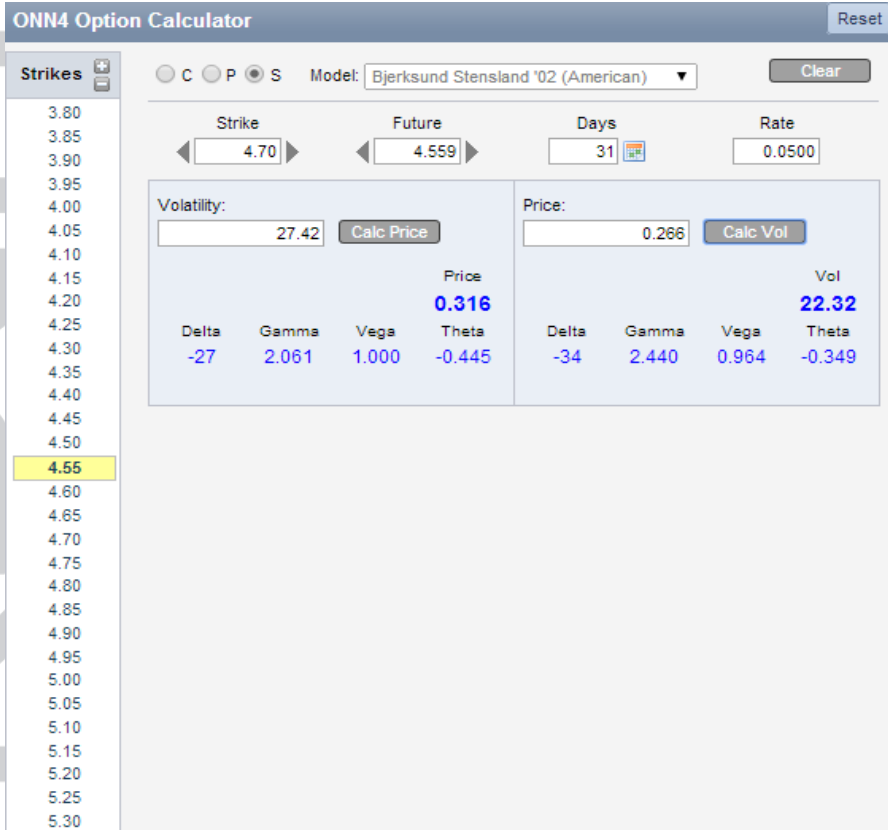 ONN4 Option Calculator
Reset
Strikes
C P S Model: Bjerksund Stensland '02 (American)
Clear
Strike Future Days Rate
4.70 4.559 31 0.0500
Volatility:
27.42 Calc Price
Price
0.316
Delta Gamma Vega Theta
-27 2.061 1.000 -0.445
Price:
0.266 Calc Vol
Vol
22.32
Delta Gamma Vega Theta
-34 2.440 0.964 -0.349
3.80
3.85
3.90
3.95
4.00
4.05
4.10
4.15
4.20
4.25
4.30
4.35
4.40
4.45
4.50
4.55
4.60
4.65
4.70
4.75
4.80
4.85
4.90
4.95
5.00
5.05
5.10
5.15
5.20
5.25
5.30